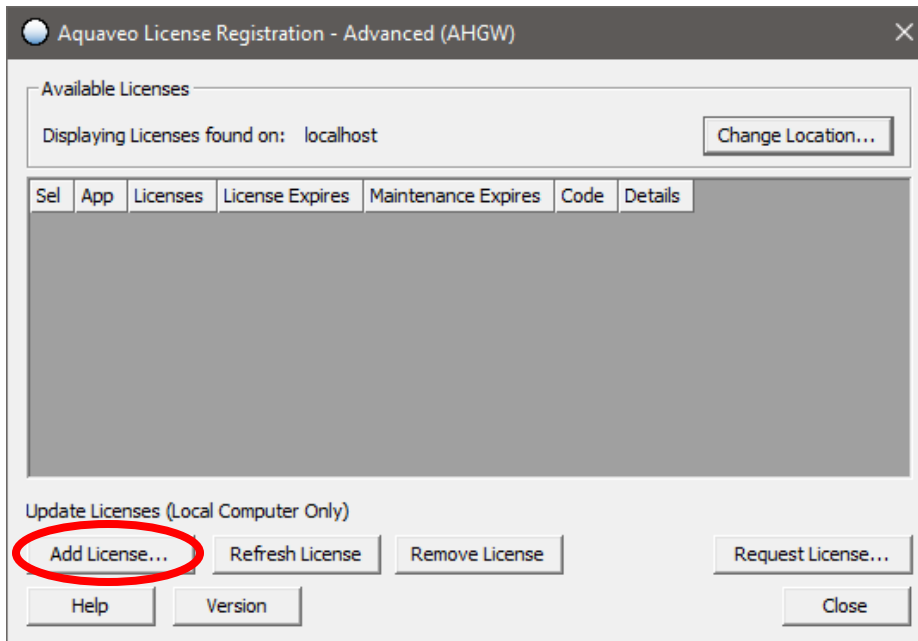 Aquaveo License Registration - Advanced (AHGW)
Available Licenses
Displaying Licenses found on: localhost
Change Location...
Sel App Licenses License Expires Maintenance Expires Code Details
Update Licenses (Local Computer Only)
Add License... Refresh License Remove License Request License...
Help Version Close